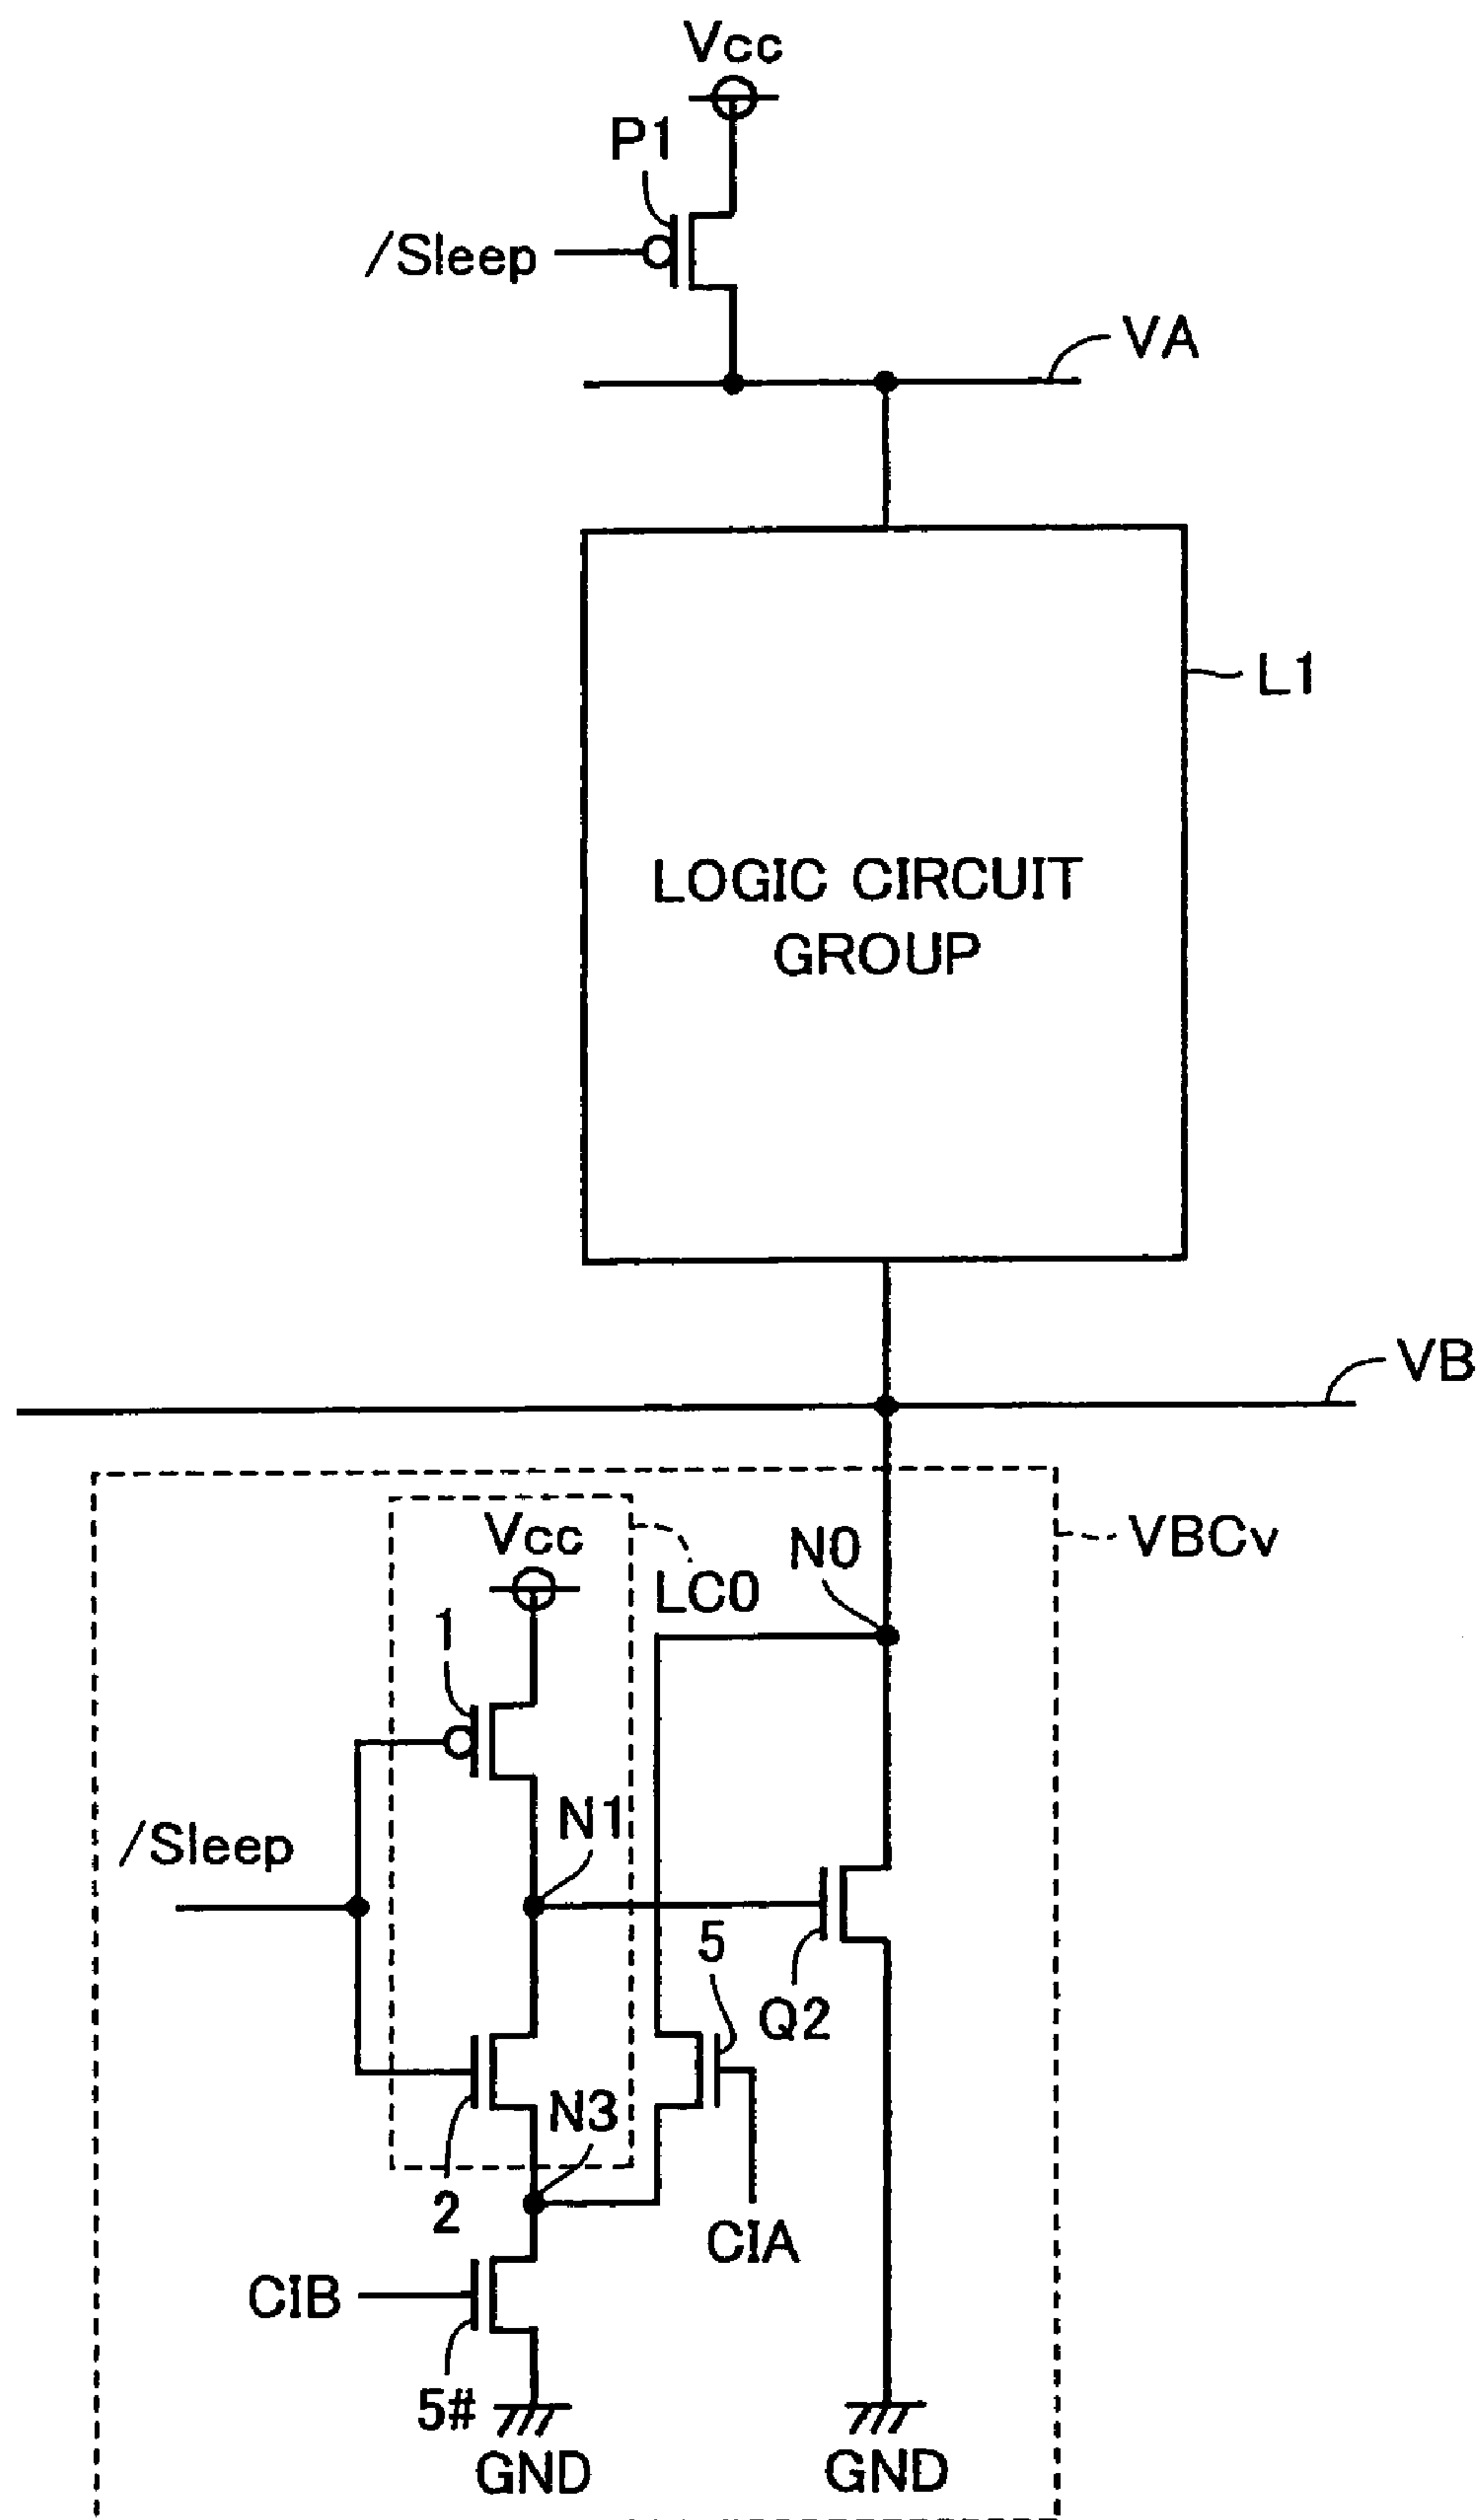 Vcc
P1
/Sleep
VA
L1
LOGIC CIRCUIT
GROUP
VB
Vcc
N0
VBCv
LC0
1
N1
/Sleep
5
Q2
N3
2
CIA
CIB
5#
GND
GND